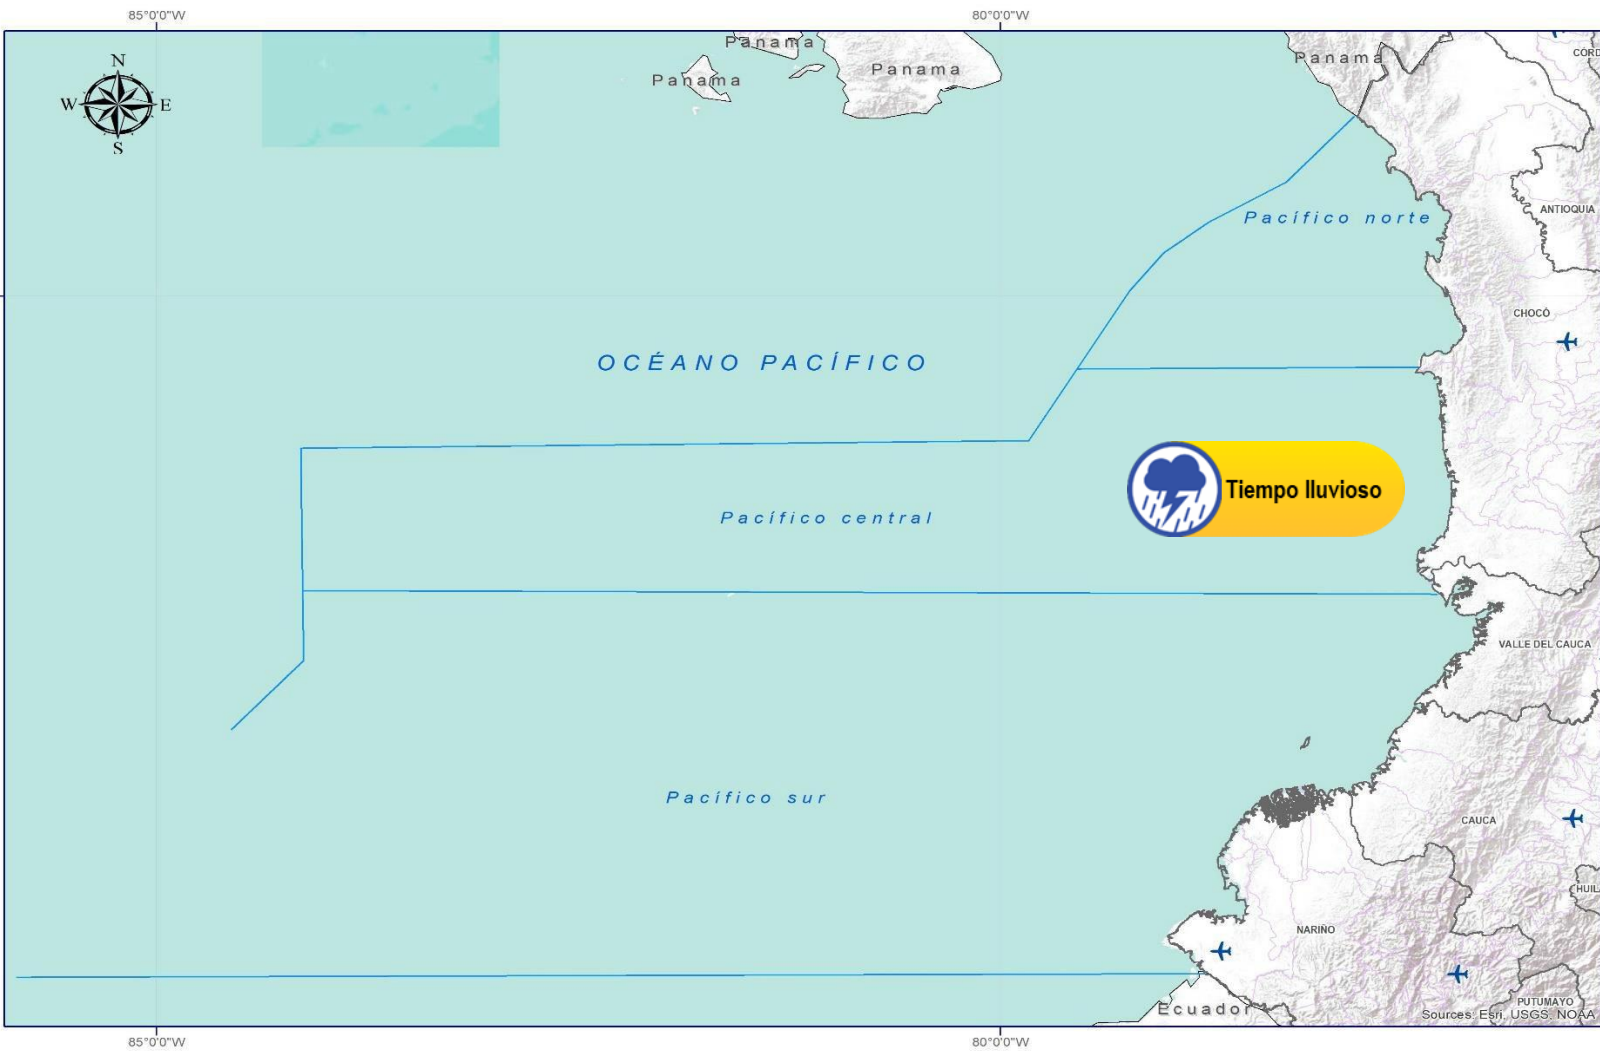 85°0'0"W
80°0'0"W
Panama
Panama
Panama
Panama
N
W
E
S
ANTIOQUIA
Pacífico norte
CHOCÓ
OCÉANO PACÍFICO
Tiempo lluvioso
Pacífico central
VALLE DEL CAUCA
Pacífico sur
CAUCA
NARIÑO
PUTUMAYO
Ecuador
Sources: Esri, USGS, NOAA
85°0'0"W
80°0'0"W